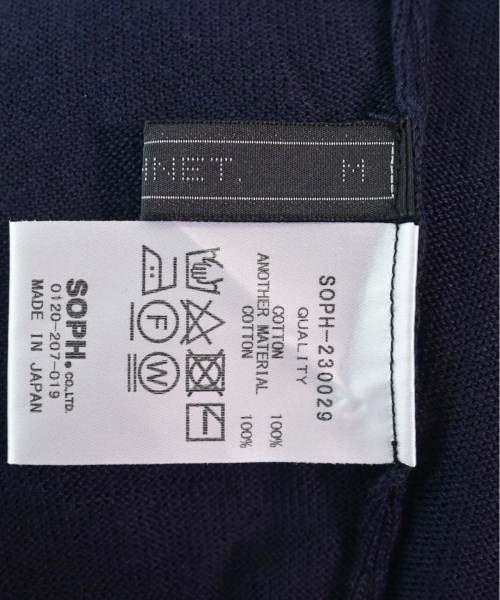 NET.
M
SOPH-230029
QUALITY
COTTON 100%
ANOTHER MATERIAL
COTTON 100%
F
W
SOPH.CO.,LTD.
0120-207-019
MADE IN JAPAN